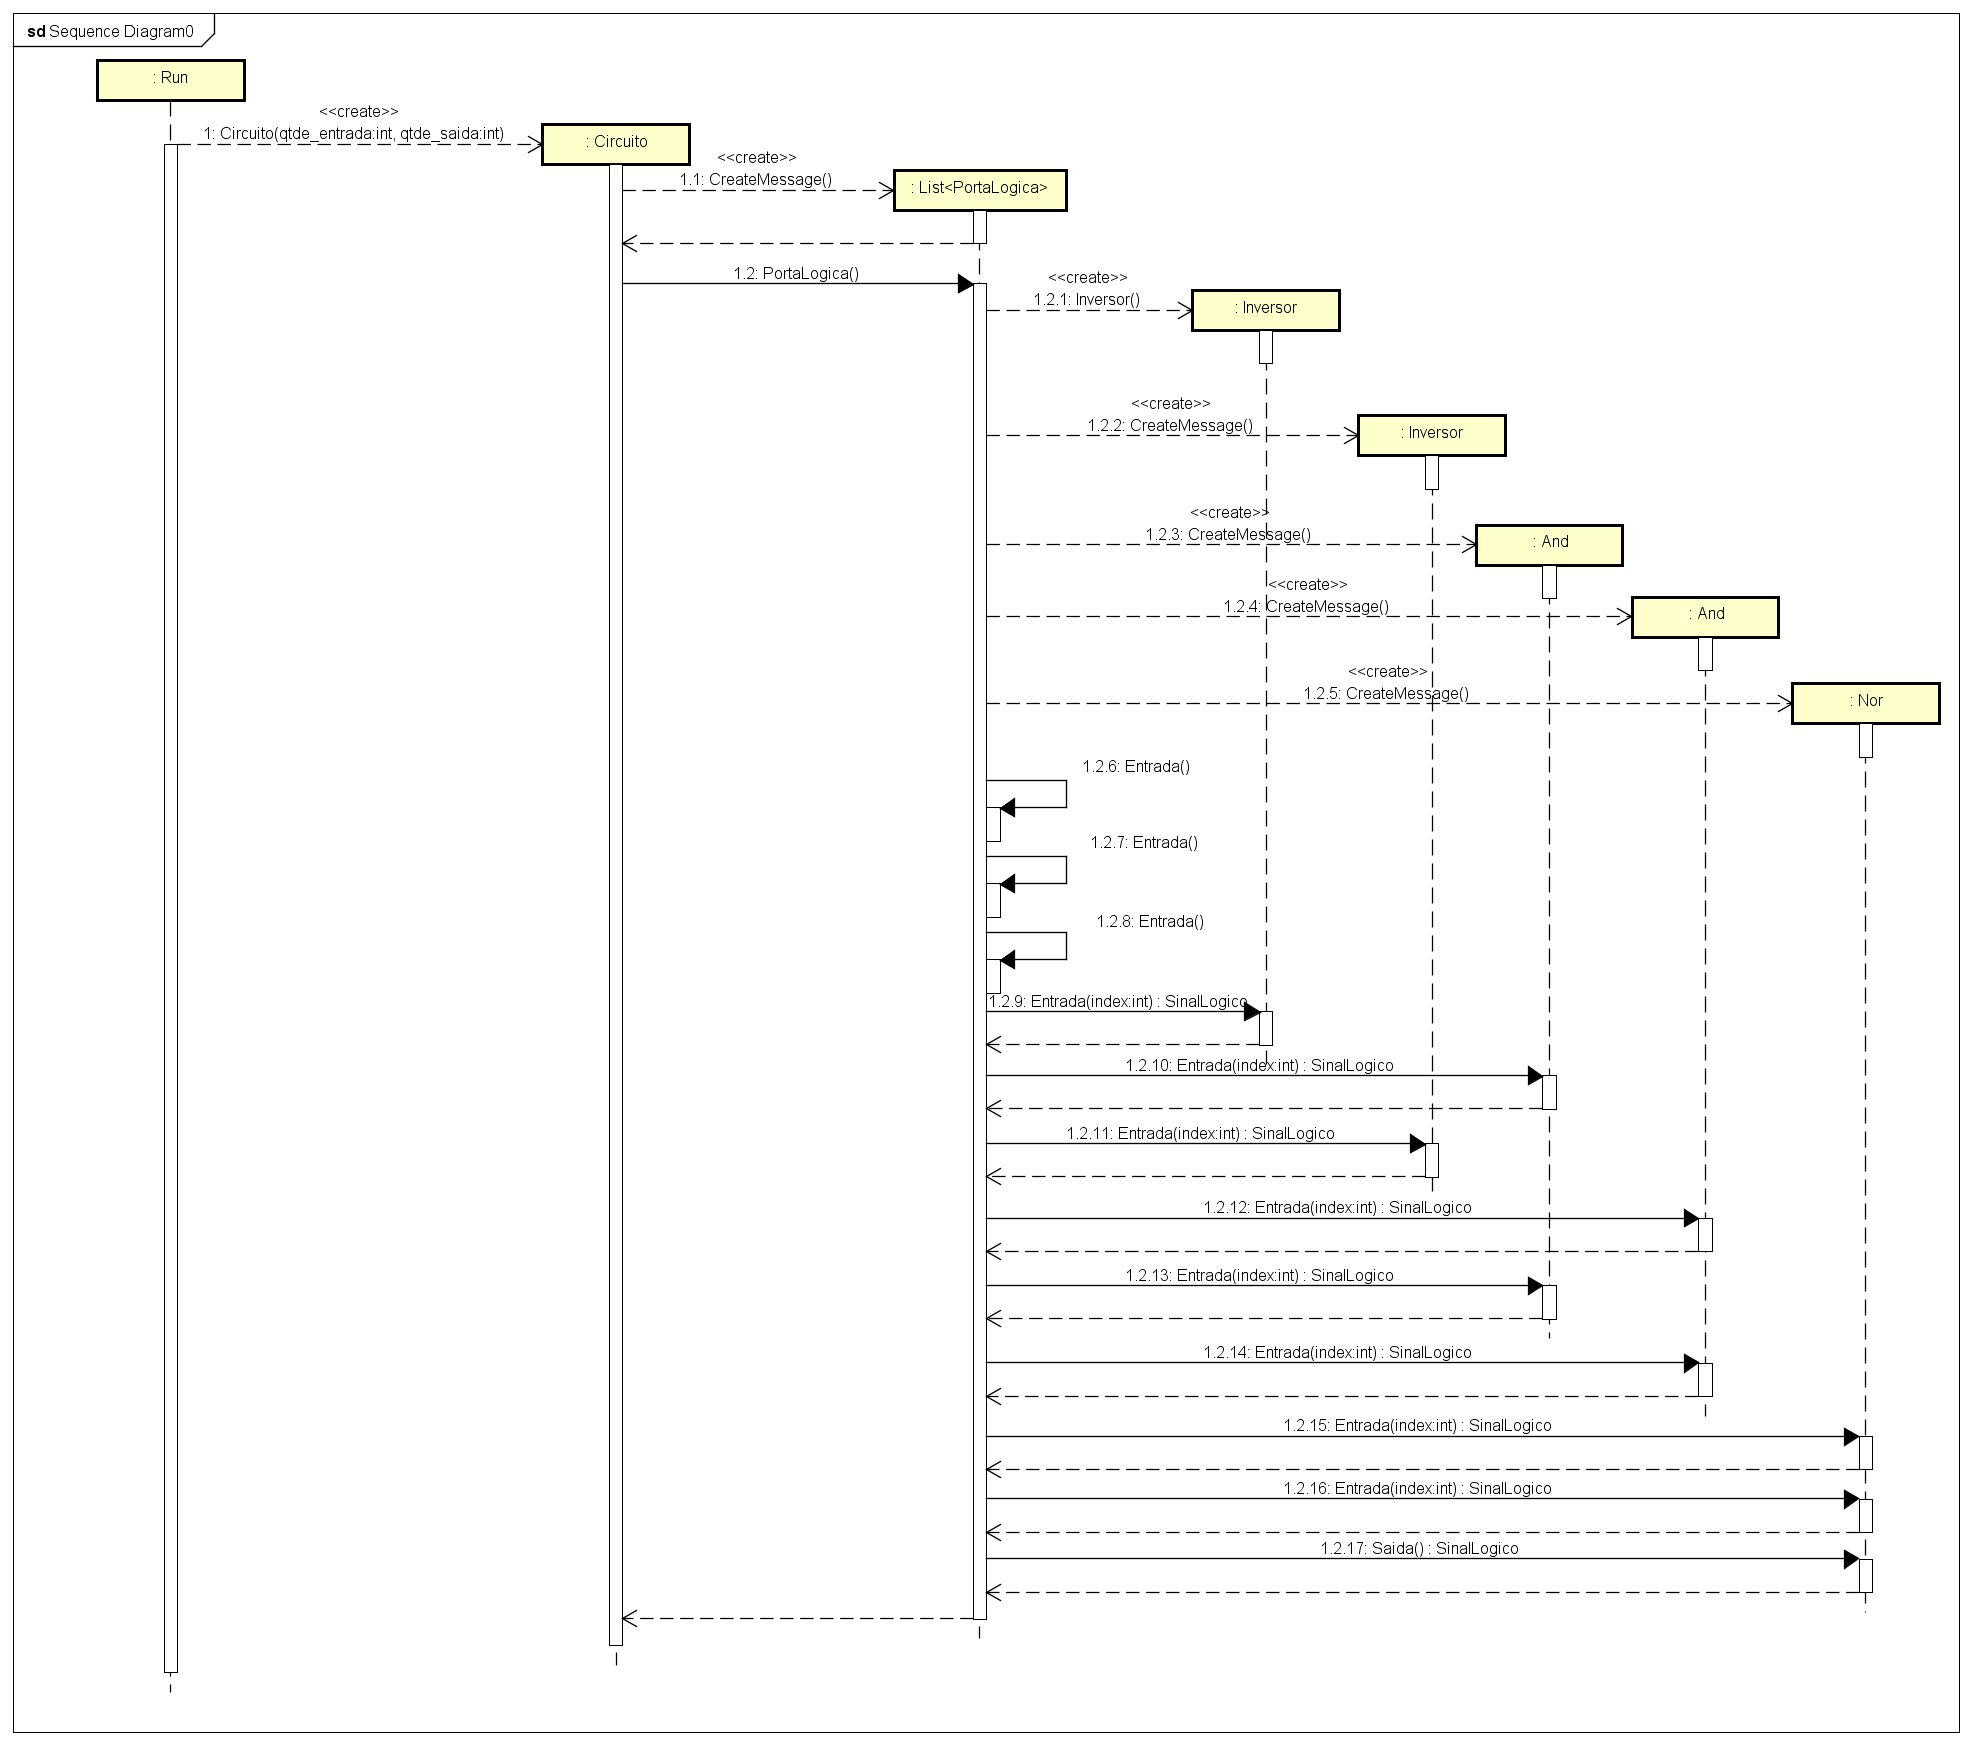 sd Sequence Diagram0
: Run
<<create>>
1: Circuito(qtde_entrada:int, qtde_saida:int)
: Circuito
<<create>>
1.1: CreateMessage()
: List<PortaLogica>
1.2: PortaLogica()
<<create>>
1.2.1: Inversor()
: Inversor
<<create>>
1.2.2: CreateMessage()
: Inversor
<<create>>
1.2.3: CreateMessage()
: And
<<create>>
1.2.4: CreateMessage()
: And
<<create>>
1.2.5: CreateMessage()
: Nor
1.2.6: Entrada()
1.2.7: Entrada()
1.2.8: Entrada()
1.2.9: Entrada(index:int) : SinalLogico
1.2.10: Entrada(index:int) : SinalLogico
1.2.11: Entrada(index:int) : SinalLogico
1.2.12: Entrada(index:int) : SinalLogico
1.2.13: Entrada(index:int) : SinalLogico
1.2.14: Entrada(index:int) : SinalLogico
1.2.15: Entrada(index:int) : SinalLogico
1.2.16: Entrada(index:int) : SinalLogico
1.2.17: Saida() : SinalLogico